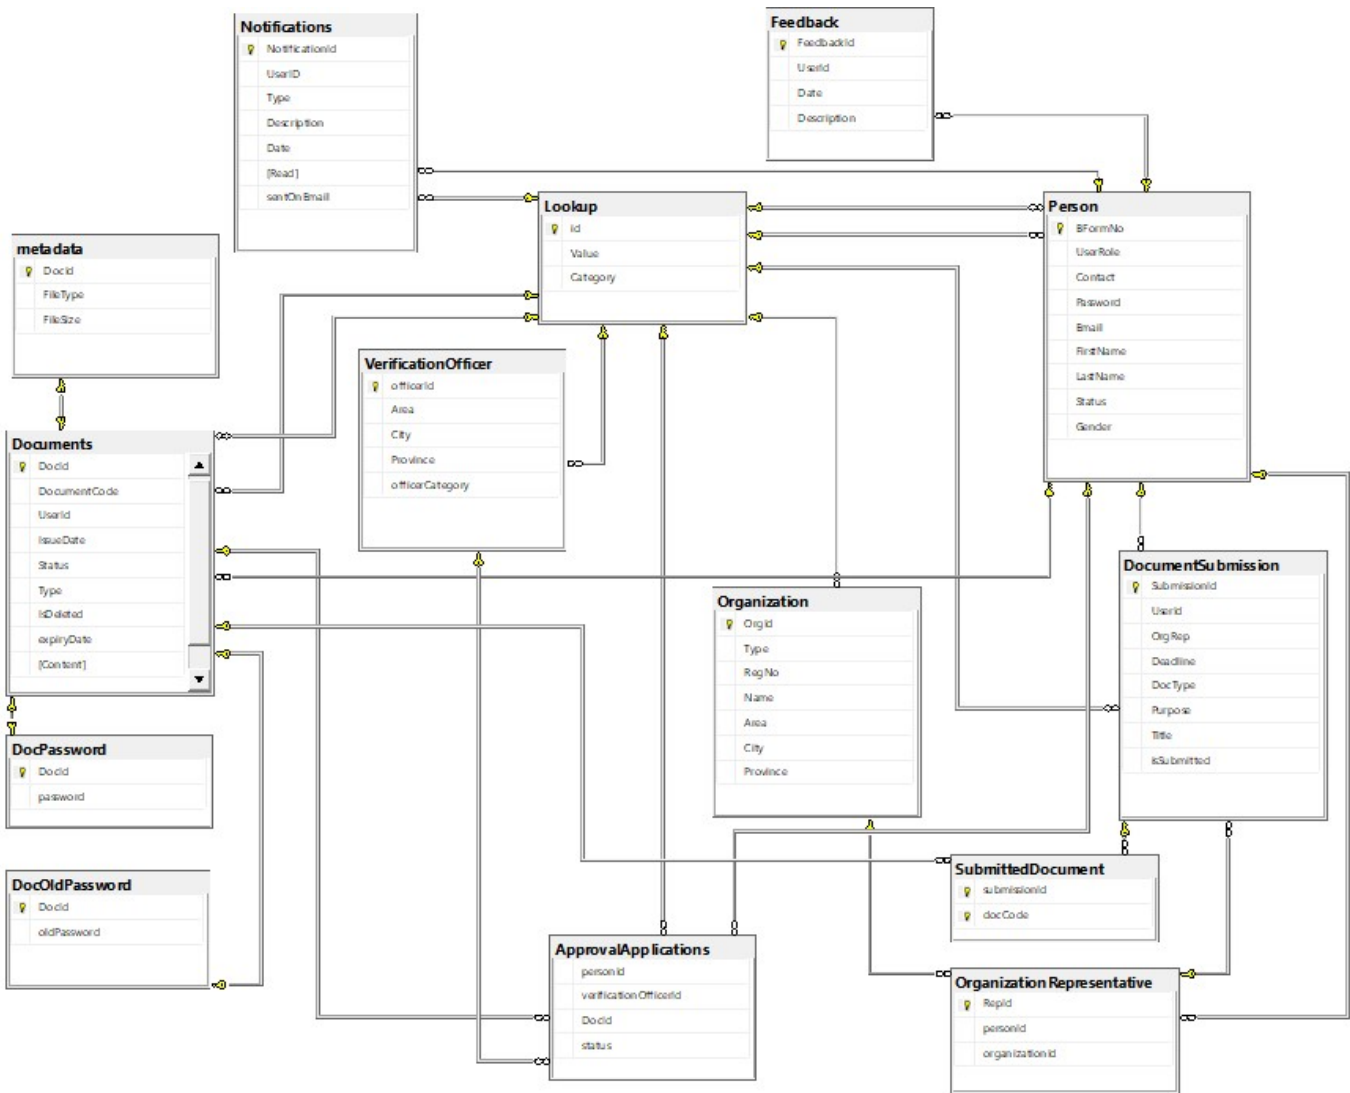 Notifications
NotificationId
UserID
Type
Description
Date
[Read]
sentOnEmail
Feedback
FeedbackId
UserId
Date
Description
Lookup
id
Value
Category
Person
BFormNo
UserRole
Contact
Password
Email
FirstName
LastName
Status
Gender
metadata
DocId
FileType
FileSize
VerificationOfficer
officerId
Area
City
Province
officerCategory
Documents
DocId
DocumentCode
UserId
IssueDate
Status
Type
IsDeleted
expiryDate
[Content]
DocumentSubmission
SubmissionId
UserId
OrgRep
Deadline
DocType
Purpose
Title
isSubmitted
Organization
OrgId
Type
RegNo
Name
Area
City
Province
DocPassword
DocId
password
DocOldPassword
DocId
oldPassword
SubmittedDocument
submissionId
docCode
ApprovalApplications
personId
verificationOfficerId
DocId
status
OrganizationRepresentative
RepId
personId
organizationId